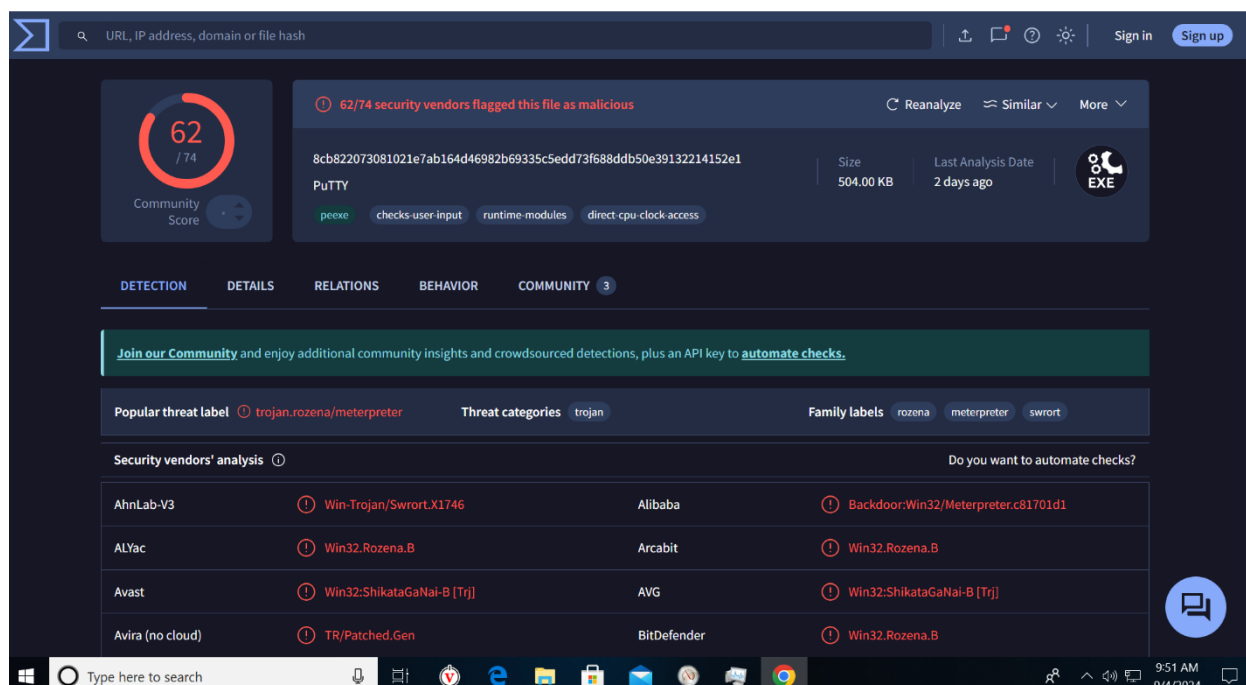 URL, IP address, domain or file hash
Sign in
Sign up
62
/ 74
Community
Score
62/74 security vendors flagged this file as malicious
Reanalyze
Similar
More
8cb822073081021e7ab164d46982b69335c5edd73f688ddb50e39132214152e1
PuTTY
peexe
checks-user-input
runtime-modules
direct-cpu-clock-access
Size
504.00 KB
Last Analysis Date
2 days ago
EXE
DETECTION
DETAILS
RELATIONS
BEHAVIOR
COMMUNITY 3
Join our Community and enjoy additional community insights and crowdsourced detections, plus an API key to automate checks.
Popular threat label trojan.rozena/meterpreter
Threat categories trojan
Family labels rozena meterpreter swrort
Security vendors' analysis
Do you want to automate checks?
AhnLab-V3 Win-Trojan/Swrort.X1746
Alibaba Backdoor:Win32/Meterpreter.c81701d1
ALYac Win32.Rozena.B
Arcabit Win32.Rozena.B
Avast Win32:ShikataGaNai-B [Trj]
AVG Win32:ShikataGaNai-B [Trj]
Avira (no cloud) TR/Patched.Gen
BitDefender Win32.Rozena.B
Type here to search
9:51 AM